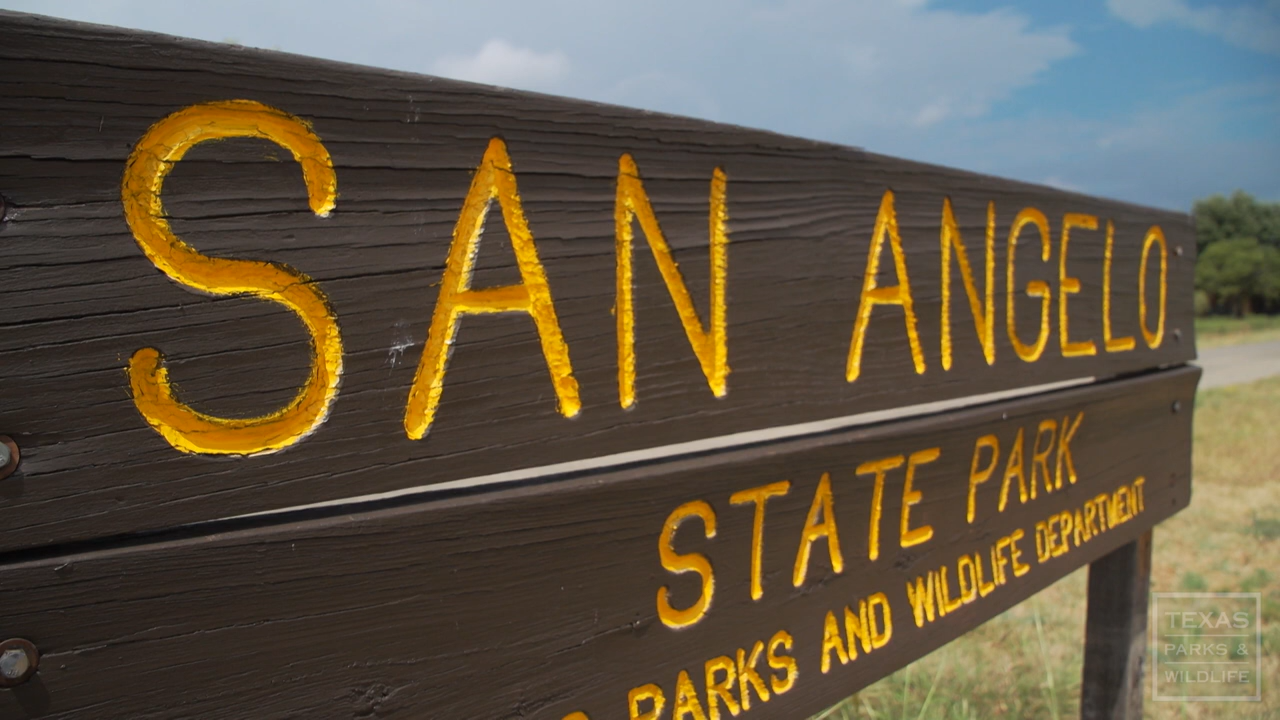 SAN ANGELO
STATE PARK
PARKS AND WILDLIFE DEPARTMENT
TEXAS
PARKS &
WILDLIFE